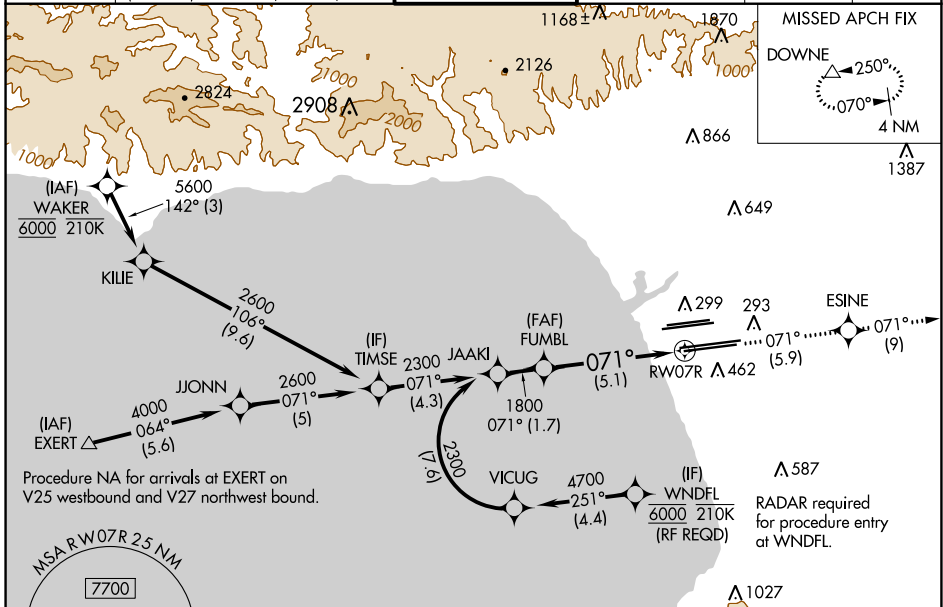 1168±
1870
MISSED APCH FIX
DOWNE
250°
070°
4 NM
1000
2126
1000
2824
2908
2000
866
1000
1387
(IAF)
WAKER
6000 210K
5600
142° (3)
649
KILIE
2600
106°
(9.6)
299
293
ESINE
(FAF)
FUMBL
(IF)
TIMSE
JAAKI
2300
071°
(4.3)
071°
(5.1)
RW07R
462
071°
(5.9)
071°
(9)
JJONN
2600
071°
(5)
4000
064°
(5.6)
(IAF)
EXERT
1800
071° (1.7)
2300
(7.6)
Procedure NA for arrivals at EXERT on
V25 westbound and V27 northwest bound.
VICUG
4700
251°
(4.4)
(IF)
WNDFL
6000 210K
(RF REQD)
587
RADAR required
for procedure entry
at WNDFL.
MSA RW07R 25 NM
7700
1027